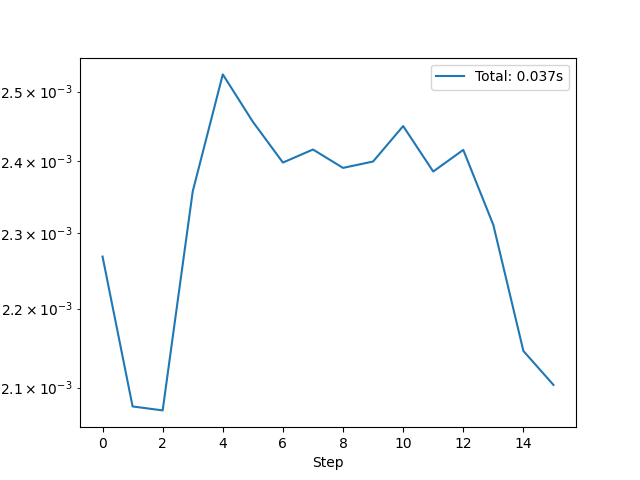 Total: 0.037s
2.5 × 10⁻³
2.4 × 10⁻³
2.3 × 10⁻³
2.2 × 10⁻³
2.1 × 10⁻³
0 2 4 6 8 10 12 14
Step